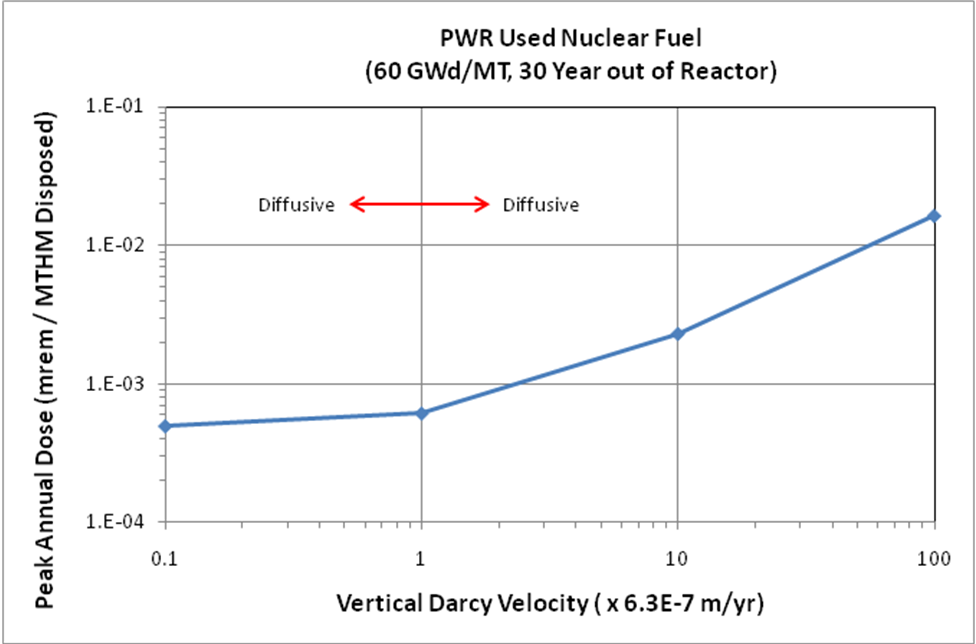 PWR Used Nuclear Fuel
(60 GWd/MT, 30 Year out of Reactor)
Peak Annual Dose (mrem / MTHM Disposed)
1.E-01
1.E-02
1.E-03
1.E-04
Diffusive
Diffusive
0.1
1
10
100
Vertical Darcy Velocity ( x 6.3E-7 m/yr)